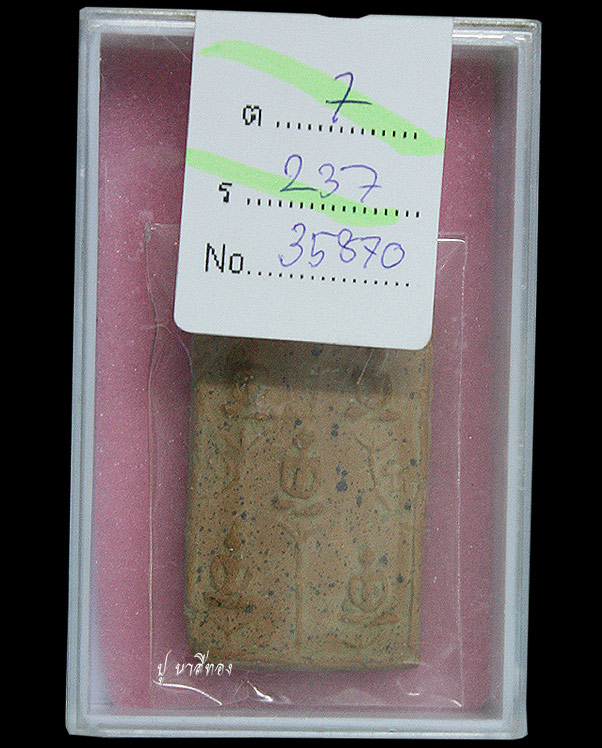 ต ............... 7
ร ............... 237
No. ............... 35870
ปู นาสีทอง